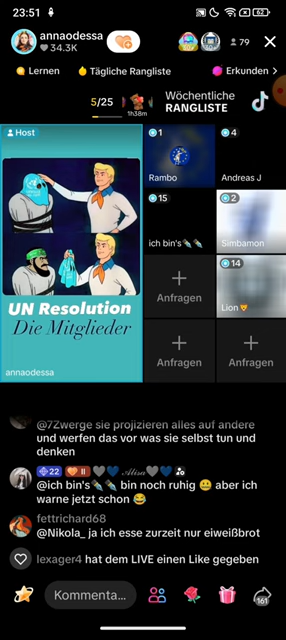 23:51
62
annaodessa
34.3K
79
Lernen
Tägliche Rangliste
Erkunden >
5/25
1h38m
Wöchentliche
RANGLISTE
Host
1
Rambo
4
Andreas J
15
ich bin's✒️✒️
2
Simbamon
UN Resolution
Die Mitglieder
annaodessa
Anfragen
14
Lion🦁
Anfragen
Anfragen
@7Zwerge sie projizieren alles auf andere
und werfen das vor was sie selbst tun und
denken
22 II 🩶💙 𝒜𝓁𝒾𝓈𝒶 🩶💙
@ich bin's✒️✒️ bin noch ruhig 😀 aber ich
warne jetzt schon 😂
fettrichard68
@Nikola_ ja ich esse zurzeit nur eiweißbrot
lexager4 hat dem LIVE einen Like gegeben
Kommenta...
161